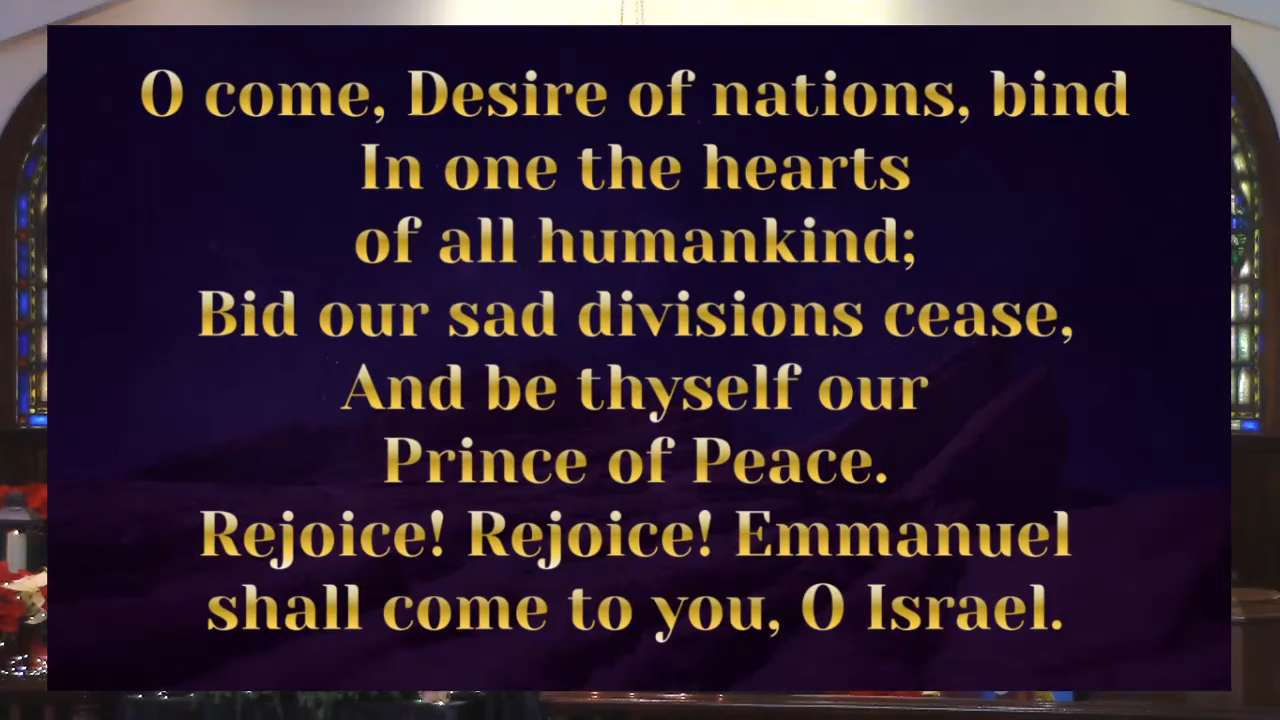 O come, Desire of nations, bind
In one the hearts
of all humankind;
Bid our sad divisions cease,
And be thyself our
Prince of Peace.
Rejoice! Rejoice! Emmanuel
shall come to you, O Israel.